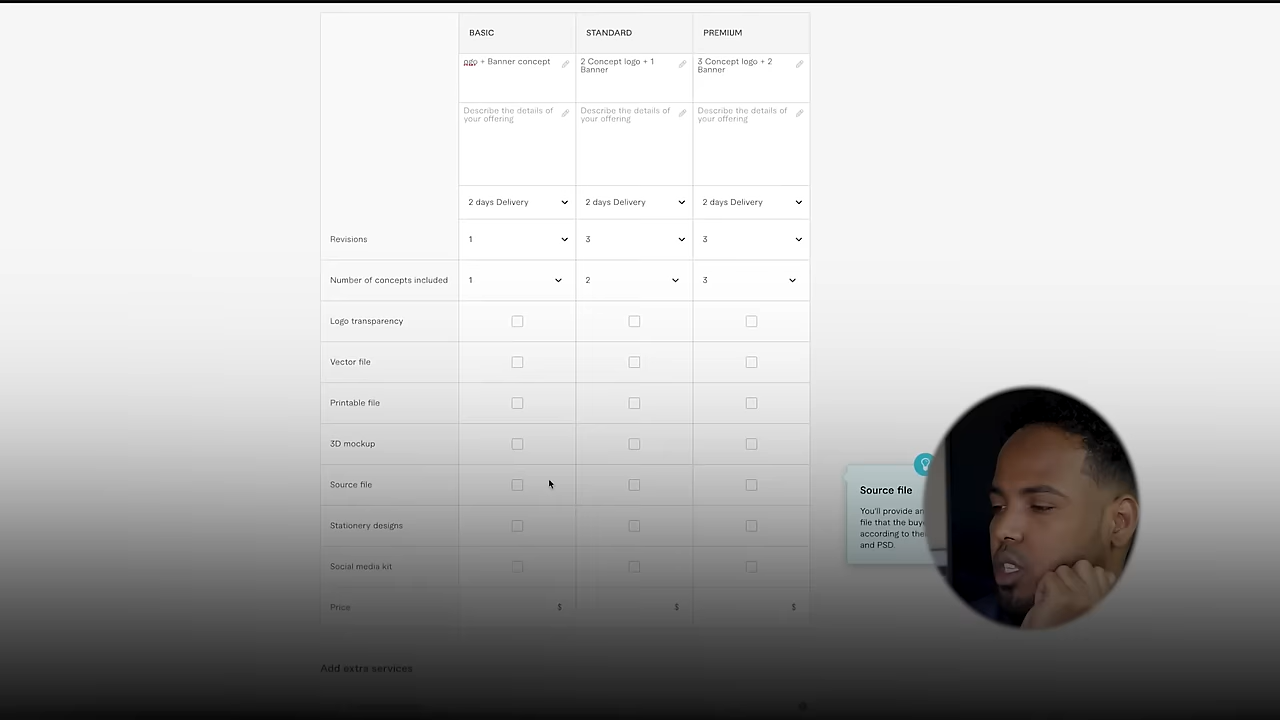 BASIC STANDARD PREMIUM
ogo + Banner concept
2 Concept logo + 1
Banner
3 Concept logo + 2
Banner
Describe the details of
your offering
Describe the details of
your offering
Describe the details of
your offering
2 days Delivery 2 days Delivery 2 days Delivery
Revisions 1 3 3
Number of concepts included 1 2 3
Logo transparency
Vector file
Printable file
3D mockup
Source file
Stationery designs
Social media kit
Price $ $ $
Add extra services
Source file
You'll provide
file that the
according to
and PSD.